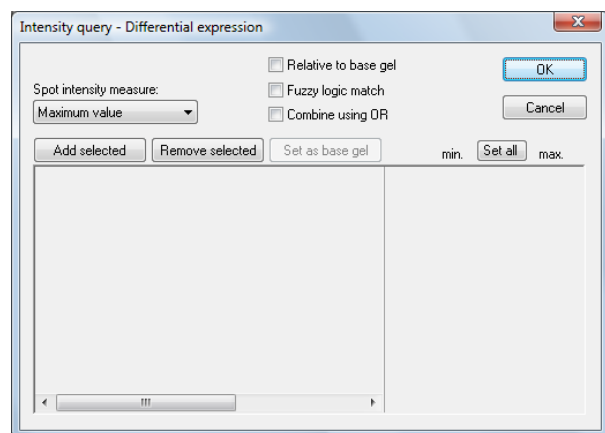 Intensity query - Differential expression
Relative to base gel
OK
Spot intensity measure:
Fuzzy logic match
Maximum value
Combine using OR
Cancel
Add selected
Remove selected
Set as base gel
min.
Set all
max.